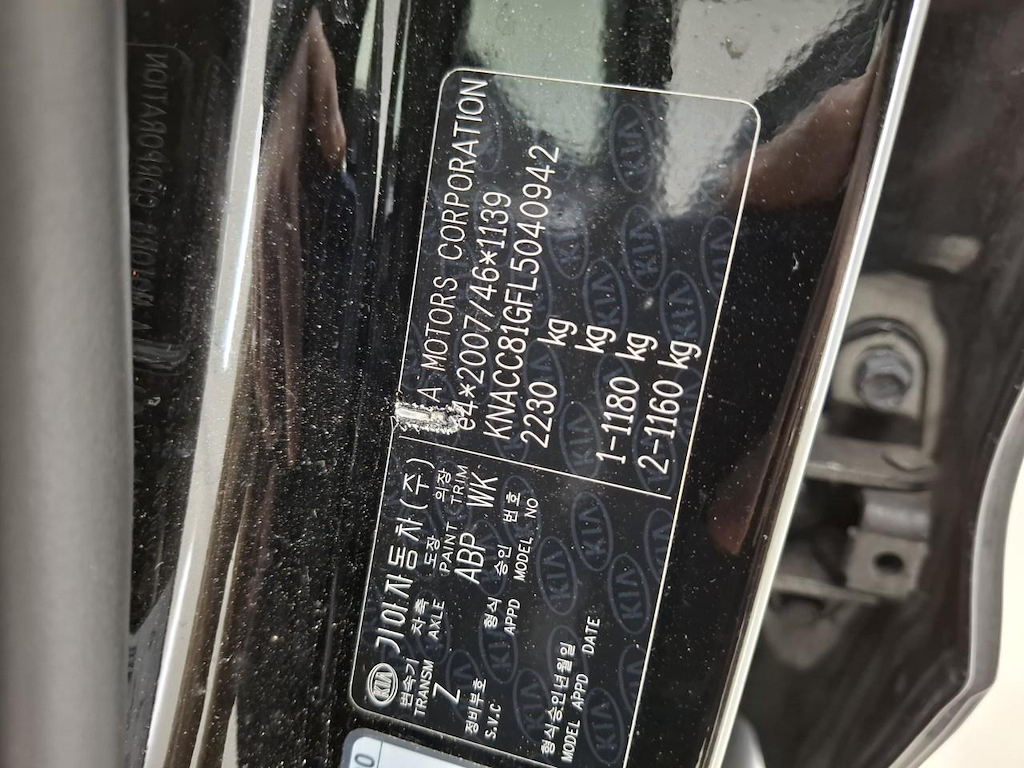 KIA 기아자동차(주)
변속기 차축 도장 의장
TRANSM AXLE PAINT TRIM
Z ABP WK
정비부호 형식 승인 번호
S.V.C APPD MODEL NO
형식승인년월일
MODEL APPD DATE
A MOTORS CORPORATION
e4*2007/46*1139
KNACC81GFL5040942
2230 kg
kg
1-1180 kg
2-1160 kg